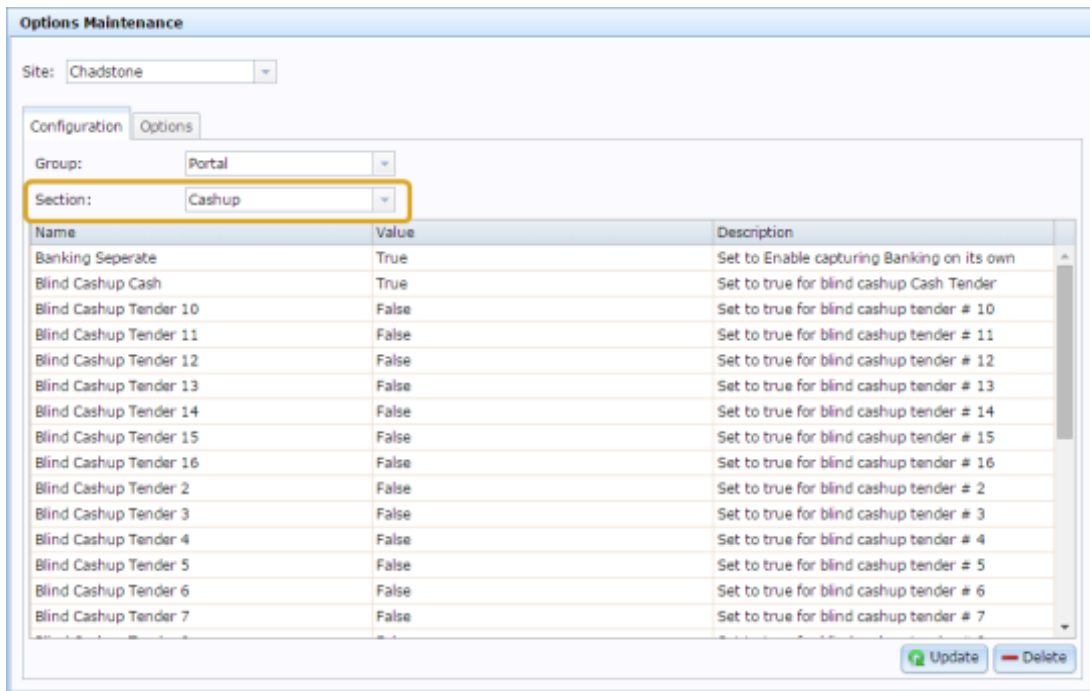 Options Maintenance
Site: Chadstone
Configuration Options
Group: Portal
Section: Cashup
Name Value Description
Banking Seperate True Set to Enable capturing Banking on its own
Blind Cashup Cash True Set to true for blind cashup Cash Tender
Blind Cashup Tender 10 False Set to true for blind cashup tender # 10
Blind Cashup Tender 11 False Set to true for blind cashup tender # 11
Blind Cashup Tender 12 False Set to true for blind cashup tender # 12
Blind Cashup Tender 13 False Set to true for blind cashup tender # 13
Blind Cashup Tender 14 False Set to true for blind cashup tender # 14
Blind Cashup Tender 15 False Set to true for blind cashup tender # 15
Blind Cashup Tender 16 False Set to true for blind cashup tender # 16
Blind Cashup Tender 2 False Set to true for blind cashup tender # 2
Blind Cashup Tender 3 False Set to true for blind cashup tender # 3
Blind Cashup Tender 4 False Set to true for blind cashup tender # 4
Blind Cashup Tender 5 False Set to true for blind cashup tender # 5
Blind Cashup Tender 6 False Set to true for blind cashup tender # 6
Blind Cashup Tender 7 False Set to true for blind cashup tender # 7
Update Delete